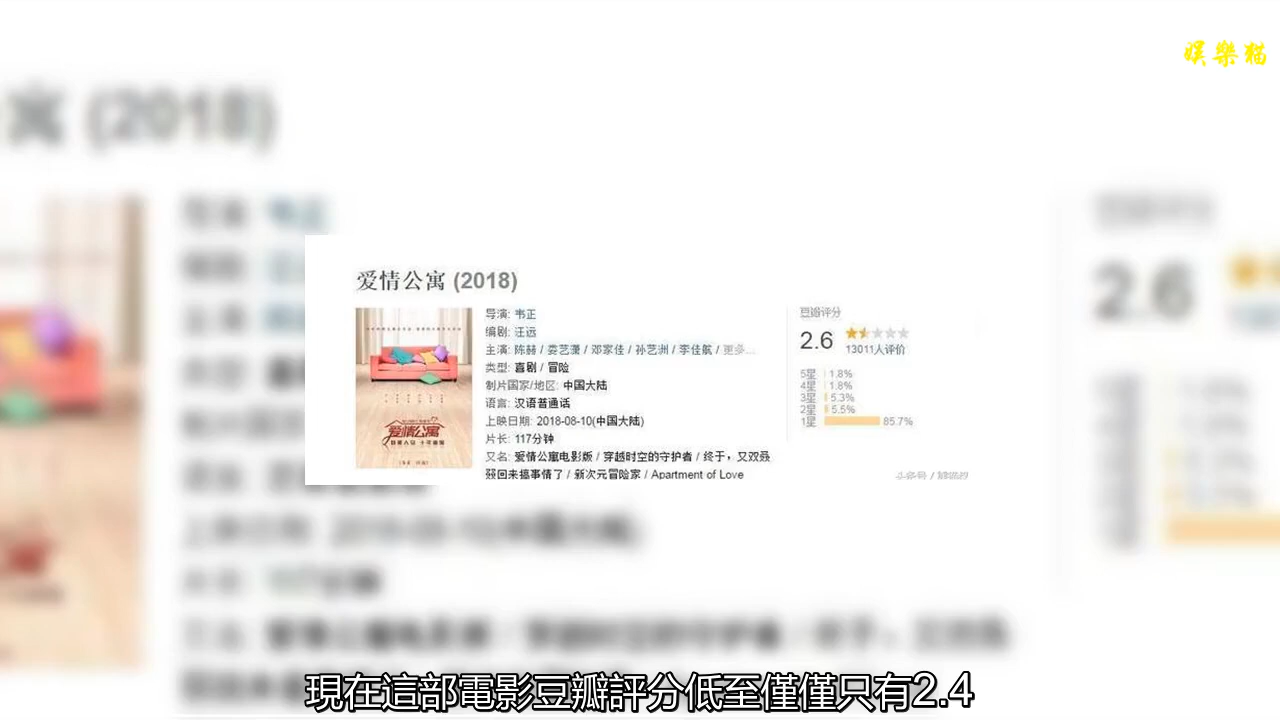 娱樂猫
爱情公寓 (2018)
导演: 韦正
编剧: 汪远
主演: 陈赫 / 娄艺潇 / 邓家佳 / 孙艺洲 / 李佳航 / 更多...
类型: 喜剧 / 冒险
制片国家/地区: 中国大陆
语言: 汉语普通话
上映日期: 2018-08-10(中国大陆)
片长: 117分钟
又名: 爱情公寓电影版 / 穿越时空的守护者 / 终于，又双叒
叕回来搞事情了 / 新次元冒险家 / Apartment of Love
豆瓣评分
2.6
13011人评价
5星 1.8%
4星 1.8%
3星 5.3%
2星 5.5%
1星 85.7%
爱情公寓
現在這部電影豆瓣評分低至僅僅只有2.4